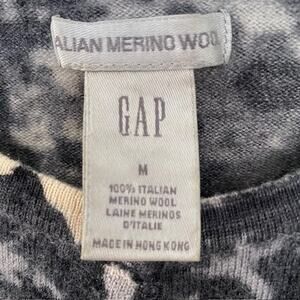 ALIAN MERINO WOO
GAP
M
100% ITALIAN
MERINO WOOL
LAINE MERINOS
D'ITALIE
MADE IN HONG KONG